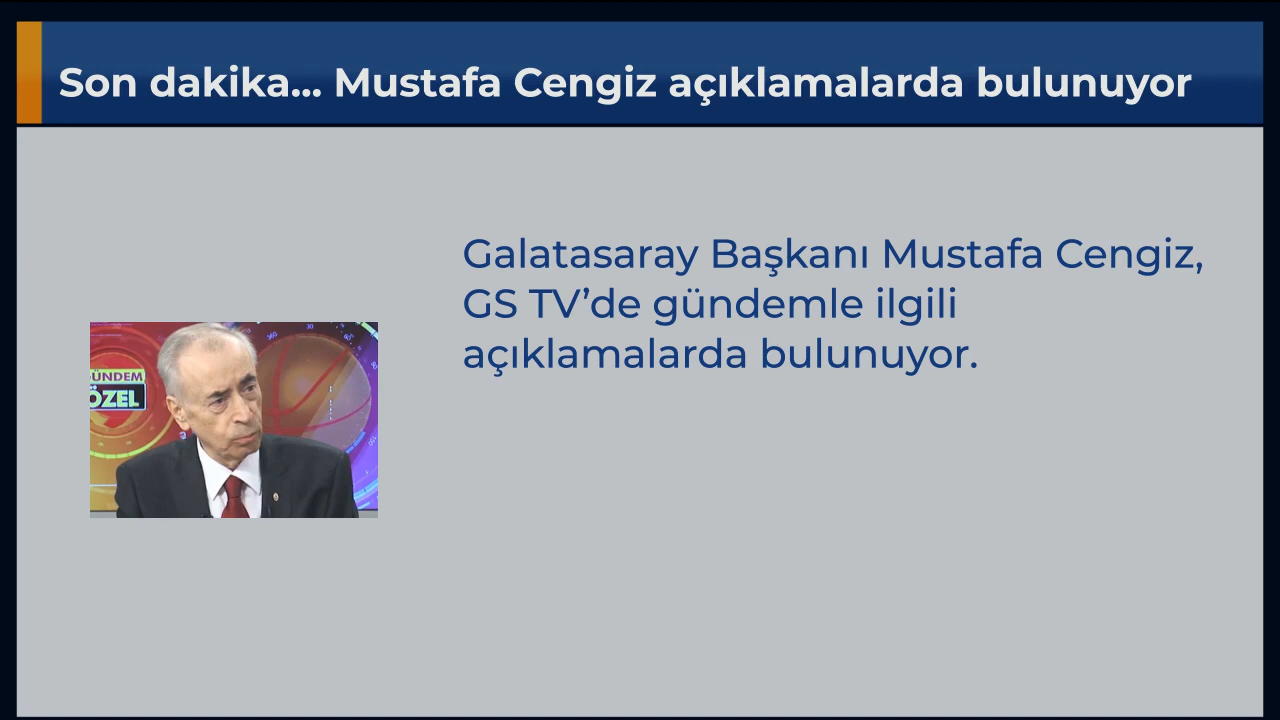 Son dakika... Mustafa Cengiz açıklamalarda bulunuyor
Galatasaray Başkanı Mustafa Cengiz,
GS TV’de gündemle ilgili
açıklamalarda bulunuyor.
GÜNDEM
ÖZEL